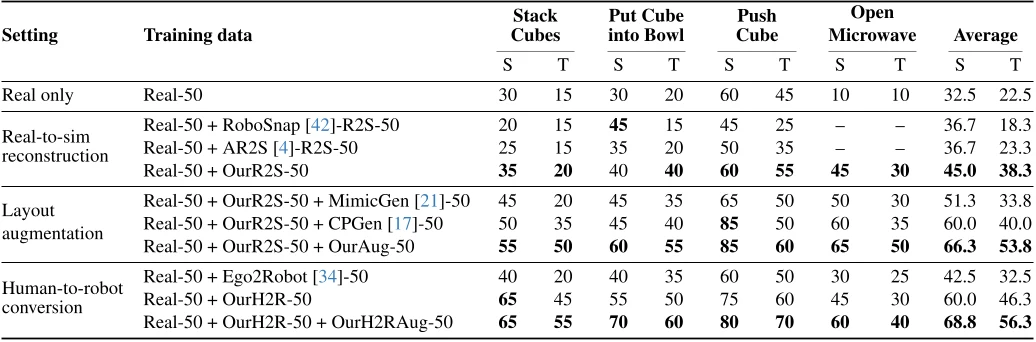 Setting Training data Stack Cubes Put Cube into Bowl Push Cube Open Microwave Average
S T S T S T S T S T
Real only Real-50 30 15 30 20 60 45 10 10 32.5 22.5
Real-to-sim reconstruction
Real-50 + RoboSnap [42]-R2S-50 20 15 45 15 45 25 – – 36.7 18.3
Real-50 + AR2S [4]-R2S-50 25 15 35 20 50 35 – – 36.7 23.3
Real-50 + OurR2S-50 35 20 40 40 60 55 45 30 45.0 38.3
Layout augmentation
Real-50 + OurR2S-50 + MimicGen [21]-50 45 20 45 35 65 50 50 30 51.3 33.8
Real-50 + OurR2S-50 + CPGen [17]-50 50 35 45 40 85 50 60 35 60.0 40.0
Real-50 + OurR2S-50 + OurAug-50 55 50 60 55 85 60 65 50 66.3 53.8
Human-to-robot conversion
Real-50 + Ego2Robot [34]-50 40 20 40 35 60 50 30 25 42.5 32.5
Real-50 + OurH2R-50 65 45 55 50 75 60 45 30 60.0 46.3
Real-50 + OurH2R-50 + OurH2RAug-50 65 55 70 60 80 70 60 40 68.8 56.3